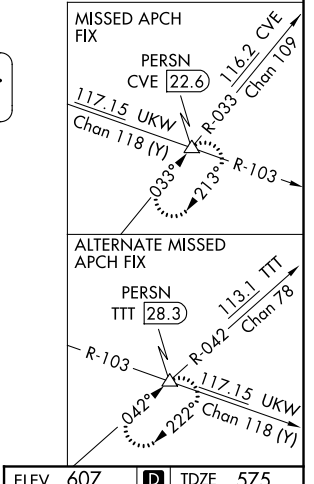 MISSED APCH
FIX
PERSN
CVE 22.6
116.2 CVE
Chan 109
R-033
117.15 UKW
Chan 118 (Y)
R-103
033°
213°
ALTERNATE MISSED
APCH FIX
PERSN
TTT 28.3
113.1 TTT
Chan 78
R-042
R-103
117.15 UKW
Chan 118 (Y)
042°
222°
ELEV 607 D TDZE 575